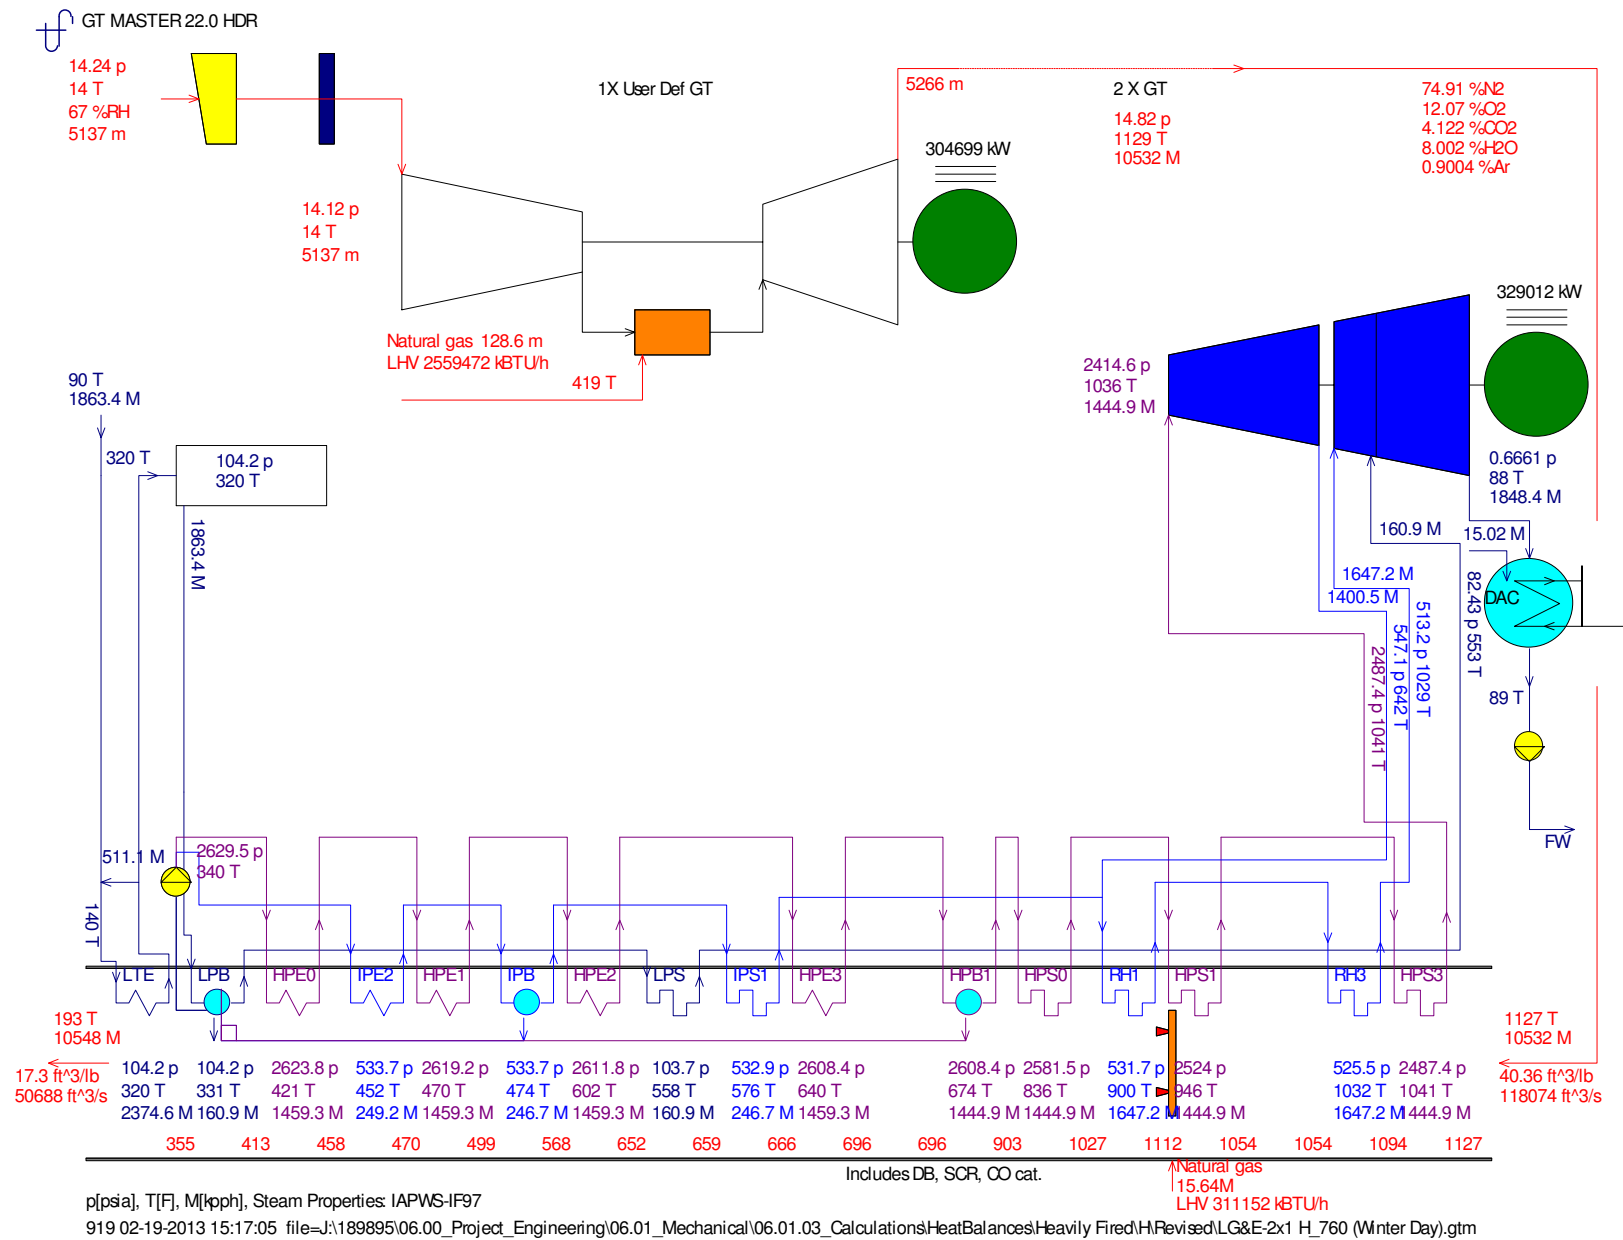 GT MASTER 22.0 HDR
14.24 p
14 T
67 %RH
5137 m
1X User Def GT
5266 m
2 X GT
14.82 p
1129 T
10532 M
74.91 %N2
12.07 %O2
4.122 %CO2
8.002 %H2O
0.9004 %Ar
304699 kW
14.12 p
14 T
5137 m
Natural gas 128.6 m
LHV 2559472 kBTU/h
419 T
329012 kW
2414.6 p
1036 T
1444.9 M
90 T
1863.4 M
320 T
104.2 p
320 T
1863.4 M
0.6661 p
88 T
1848.4 M
160.9 M
15.02 M
1647.2 M
1400.5 M
DAC
82.43 p 553 T
513.2 p 1029 T
547.1 p 642 T
2487.4 p 1041 T
89 T
FW
511.1 M
2629.5 p
340 T
140 T
LTE
LPB
HPE0
IPE2
HPE1
IPB
HPE2
LPS
IPS1
HPE3
HPB1
HPS0
RH1
HPS1
RH3
HPS3
193 T
10548 M
17.3 ft^3/lb
50688 ft^3/s
1127 T
10532 M
40.36 ft^3/lb
118074 ft^3/s
104.2 p 104.2 p 2623.8 p 533.7 p 2619.2 p 533.7 p 2611.8 p 103.7 p 532.9 p 2608.4 p 2608.4 p 2581.5 p 531.7 p 2524 p 525.5 p 2487.4 p
320 T 331 T 421 T 452 T 470 T 474 T 602 T 558 T 576 T 640 T 674 T 836 T 900 T 946 T 1032 T 1041 T
2374.6 M 160.9 M 1459.3 M 249.2 M 1459.3 M 246.7 M 1459.3 M 160.9 M 246.7 M 1459.3 M 1444.9 M 1444.9 M 1647.2 M 1444.9 M 1647.2 M 1444.9 M
355 413 458 470 499 568 652 659 666 696 696 903 1027 1112 1054 1054 1094 1127
Includes DB, SCR, CO cat.
Natural gas
15.64M
LHV 311152 kBTU/h
p[psia], T[F], M[kpph], Steam Properties: IAPWS-IF97
919 02-19-2013 15:17:05 file=J:\189895\06.00_Project_Engineering\06.01_Mechanical\06.01.03_Calculations\HeatBalances\Heavily Fired\H\Revised\LG&E-2x1 H_760 (Winter Day).gtm